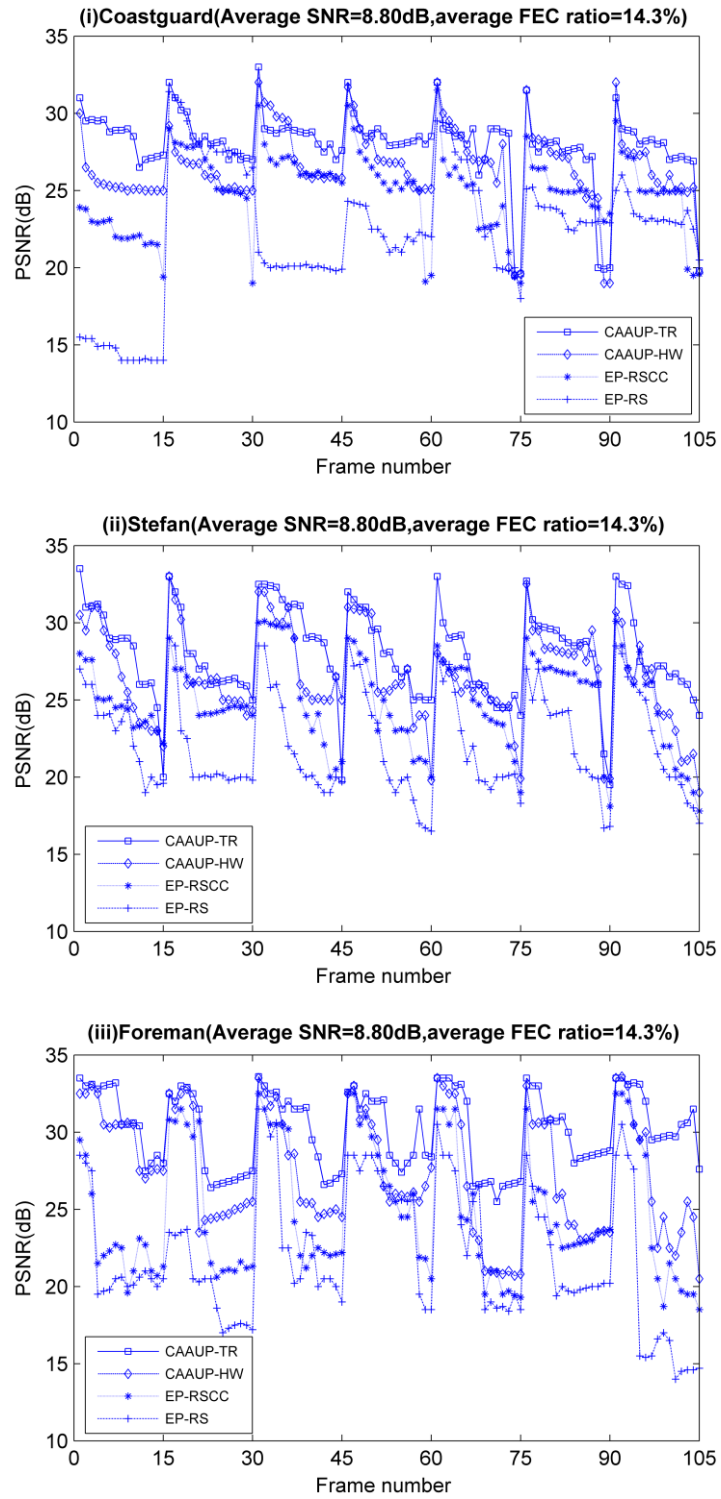 (i)Coastguard(Average SNR=8.80dB,average FEC ratio=14.3%)
35
30
25
20
15
10
PSNR(dB)
CAAUP-TR
CAAUP-HW
EP-RSCC
EP-RS
0 15 30 45 60 75 90 105
Frame number
(ii)Stefan(Average SNR=8.80dB,average FEC ratio=14.3%)
35
30
25
20
15
10
PSNR(dB)
CAAUP-TR
CAAUP-HW
EP-RSCC
EP-RS
0 15 30 45 60 75 90 105
Frame number
(iii)Foreman(Average SNR=8.80dB,average FEC ratio=14.3%)
35
30
25
20
15
10
PSNR(dB)
CAAUP-TR
CAAUP-HW
EP-RSCC
EP-RS
0 15 30 45 60 75 90 105
Frame number